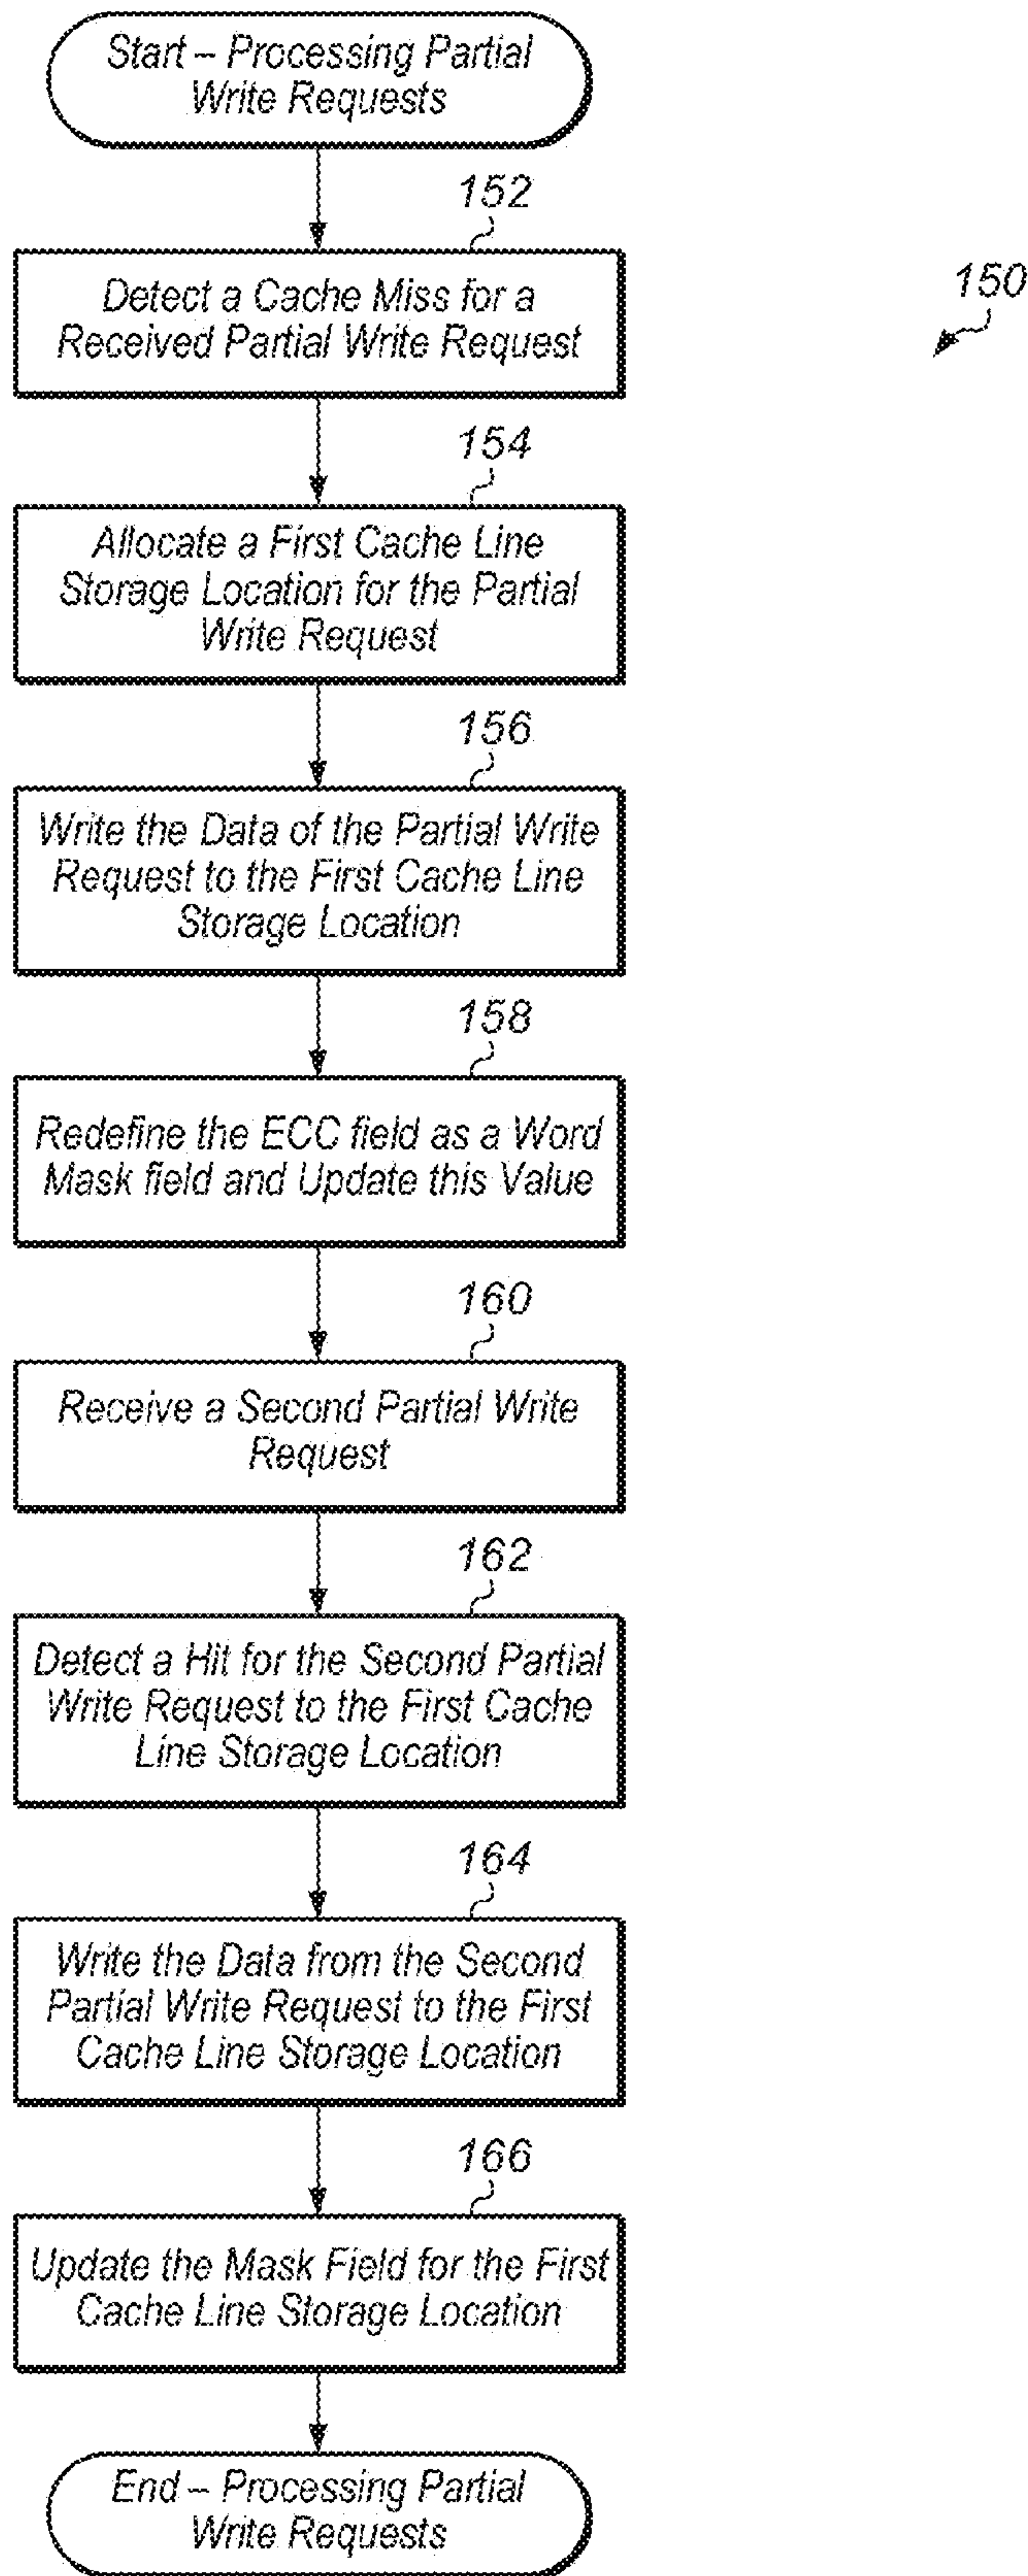 Start – Processing Partial
Write Requests
152
150
Detect a Cache Miss for a
Received Partial Write Request
154
Allocate a First Cache Line
Storage Location for the Partial
Write Request
156
Write the Data of the Partial Write
Request to the First Cache Line
Storage Location
158
Redefine the ECC field as a Word
Mask field and Update this Value
160
Receive a Second Partial Write
Request
162
Detect a Hit for the Second Partial
Write Request to the First Cache
Line Storage Location
164
Write the Data from the Second
Partial Write Request to the First
Cache Line Storage Location
166
Update the Mask Field for the First
Cache Line Storage Location
End – Processing Partial
Write Requests